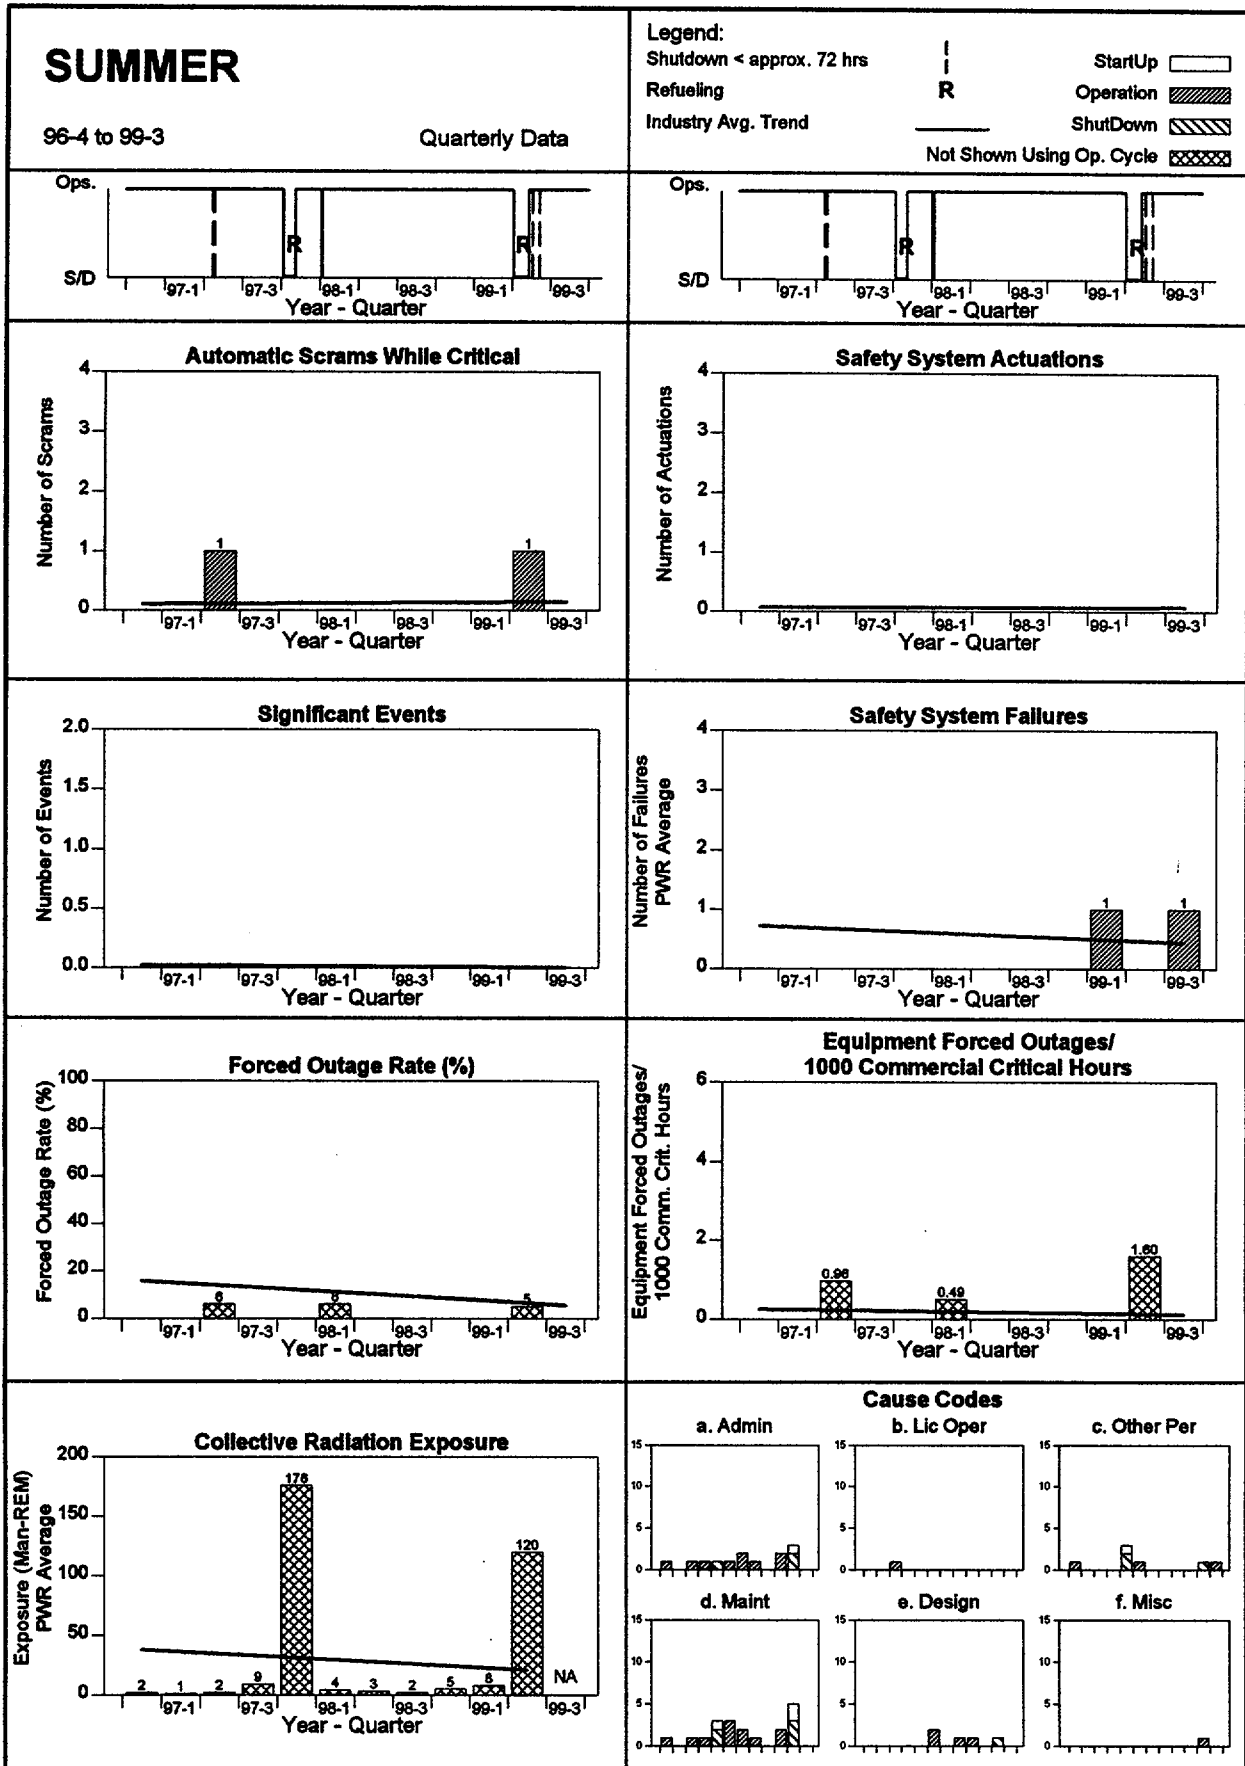 SUMMER
96-4 to 99-3
Quarterly Data
Legend:
Shutdown < approx. 72 hrs
Refueling
R
Industry Avg. Trend
StartUp
Operation
ShutDown
Not Shown Using Op. Cycle
Ops.
R
R
S/D
97-1 97-3 98-1 98-3 99-1 99-3
Year - Quarter
Ops.
R
R
S/D
97-1 97-3 98-1 98-3 99-1 99-3
Year - Quarter
Automatic Scrams While Critical
Number of Scrams
4
3
2
1
0
1
1
97-1 97-3 98-1 98-3 99-1 99-3
Year - Quarter
Safety System Actuations
Number of Actuations
4
3
2
1
0
97-1 97-3 98-1 98-3 99-1 99-3
Year - Quarter
Significant Events
Number of Events
2.0
1.5
1.0
0.5
0.0
97-1 97-3 98-1 98-3 99-1 99-3
Year - Quarter
Safety System Failures
Number of Failures
PWR Average
4
3
2
1
0
1
1
97-1 97-3 98-1 98-3 99-1 99-3
Year - Quarter
Forced Outage Rate (%)
Forced Outage Rate (%)
100
80
60
40
20
0
6
5
97-1 97-3 98-1 98-3 99-1 99-3
Year - Quarter
Equipment Forced Outages/
1000 Commercial Critical Hours
Equipment Forced Outages/
1000 Comm. Crit. Hours
6
4
2
0
0.49
1.60
97-1 97-3 98-1 98-3 99-1 99-3
Year - Quarter
Collective Radiation Exposure
Exposure (Man-REM)
PWR Average
200
150
100
50
0
2
1
2
9
4
3
2
5
120
NA
97-1 97-3 98-1 98-3 99-1 99-3
Year - Quarter
Cause Codes
a. Admin
15
10
5
0
b. Lic Oper
15
10
5
0
c. Other Per
15
10
5
0
d. Maint
15
10
5
0
e. Design
15
10
5
0
f. Misc
15
10
5
0